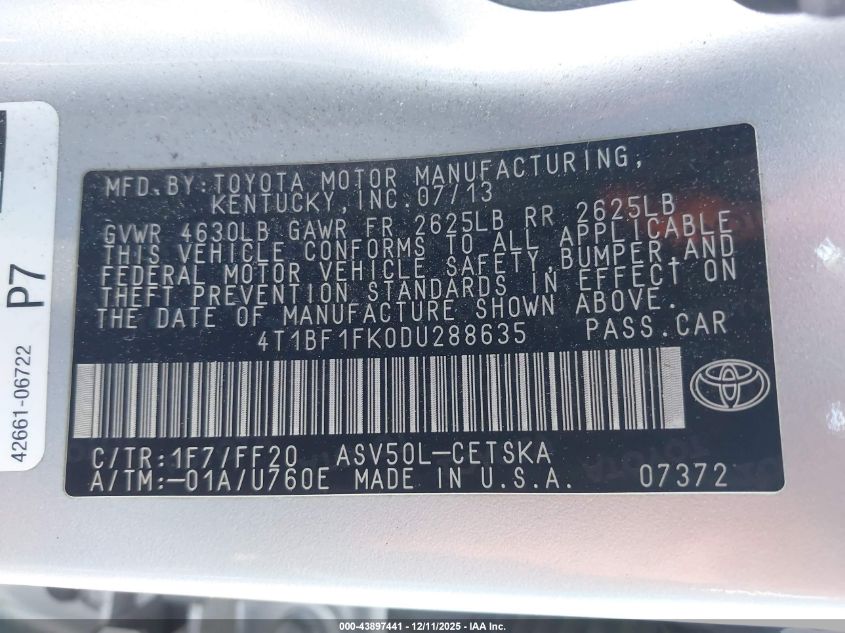 MFD. BY: TOYOTA MOTOR MANUFACTURING,
KENTUCKY, INC. 07/13
GVWR 4630LB GAWR FR 2625LB RR 2625LB
THIS VEHICLE CONFORMS TO ALL APPLICABLE
FEDERAL MOTOR VEHICLE SAFETY, BUMPER, AND
THEFT PREVENTION STANDARDS IN EFFECT ON
THE DATE OF MANUFACTURE SHOWN ABOVE.
4T1BF1FK0DU288635 PASS. CAR
C/TR: 1F7/FF20 ASV50L-CETSKA
A/TM: -01A/U760E MADE IN U.S.A. 07372
42661-06722 P7
000-43897441 - 12/11/2025 - IAA Inc.